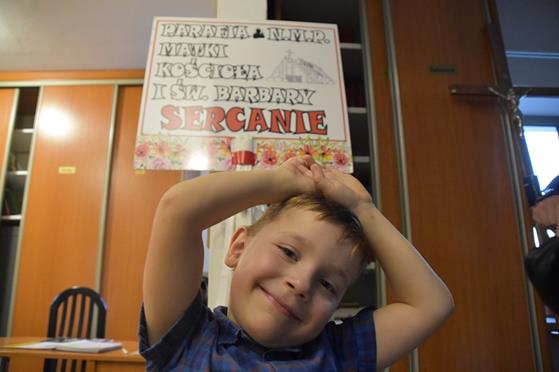 PARAFIA N.M.P.
MATKI
KOŚCIOŁA
I ŚW. BARBARY
SERCANIE